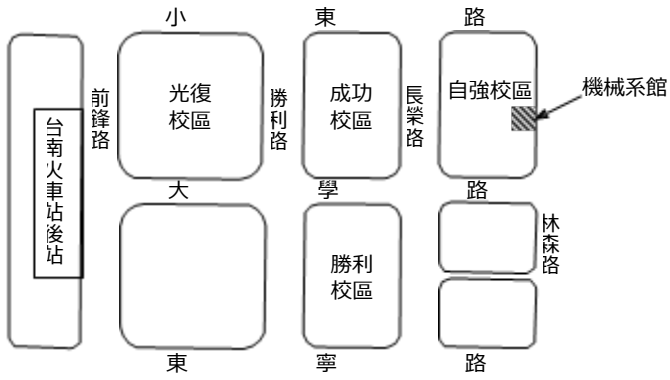 小東路
前鋒路
光復
校區
勝利路
成功
校區
長榮路
自強校區
機械系館
台南火車站後站
大學路
勝利
校區
林森路
東寧路